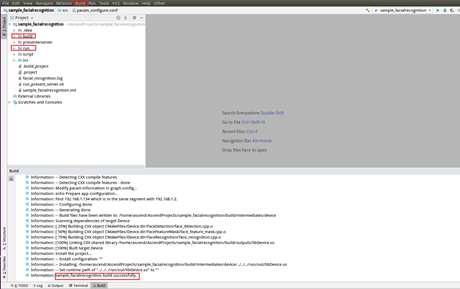 sample_facialrecognition
File Edit View Navigate Refactor Build Run Tools VCS Window Help Other
sample_facialrecognition src param_configure.conf
sample_facialrecognition
Project
sample_facialrecognition
.idea
build
presenterserver
run
script
src
.build_project
.project
facial_recognition.log
run_present_server.sh
sample_facialrecognition.iml
External Libraries
Scratches and Consoles
Search Everywhere Double Shift
Go to File Ctrl+Shift+N
Recent Files Ctrl+E
Navigation Bar Alt+Home
Drop files here to open
Build
Information: -- Detecting CXX compile features
Information: -- Detecting CXX compile features - done
Information: Modify param information in graph.config...
Information: echo Prepare app configuration...
Information: find 192.168.1.134 which is in the same segment with 192.168.1.2.
Information: -- Configuring done
Information: -- Generating done
Information: -- Build files have been written to: /home/ascend/AscendProjects/sample_facialrecognition/build/intermediates/device
Information: Scanning dependencies of target Device
Information: [ 25%] Building CXX object CMakeFiles/Device.dir/FaceDetection/face_detection.cpp.o
Information: [ 50%] Building CXX object
Information: [ 75%] Building CXX object CMakeFiles/Device.dir/FaceRecognition/face_recognition.cpp.o
Information: [100%] Linking CXX shared library /home/ascend/AscendProjects/sample_facialrecognition/build/outputs/libDevice.so
Information: [100%] Built target Device
Information: Install the project...
Information: -- Install configuration: ""
Information: -- Installing: /home/ascend/AscendProjects/sample_facialrecognition/build/intermediates/device/../../../run/out/libDevice.so
Information: -- Set runtime path of "../../../run/out/libDevice.so" to ""
Information: sample_facialrecognition build successfully.
6: TODO Log Output Terminal Build